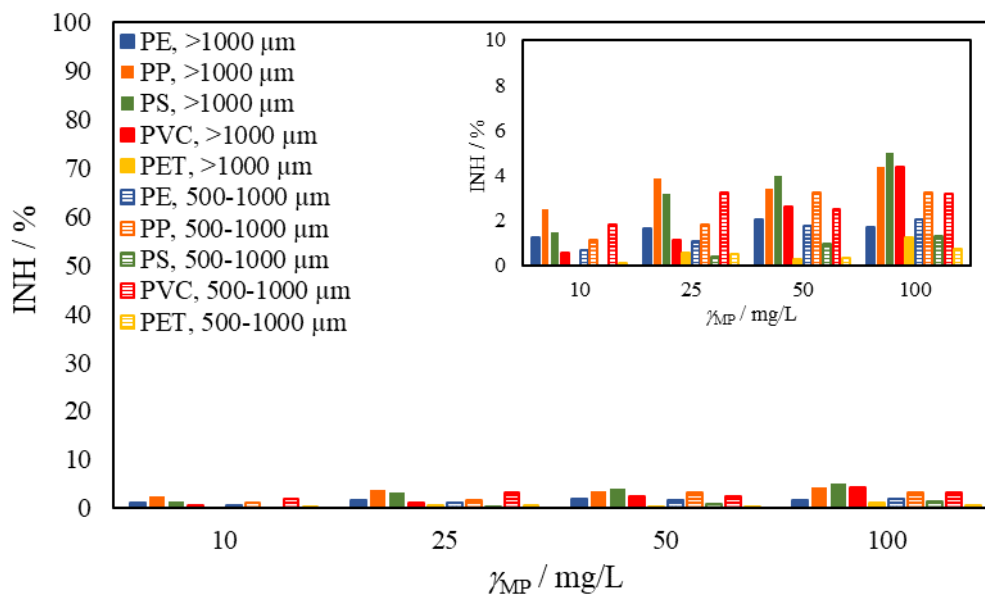 100
90
80
70
60
50
40
30
20
10
0
INH / %
PE, >1000 μm
PP, >1000 μm
PS, >1000 μm
PVC, >1000 μm
PET, >1000 μm
PE, 500-1000 μm
PP, 500-1000 μm
PS, 500-1000 μm
PVC, 500-1000 μm
PET, 500-1000 μm
10
8
6
4
2
0
INH / %
10 25 50 100
γMP / mg/L
10 25 50 100
γMP / mg/L